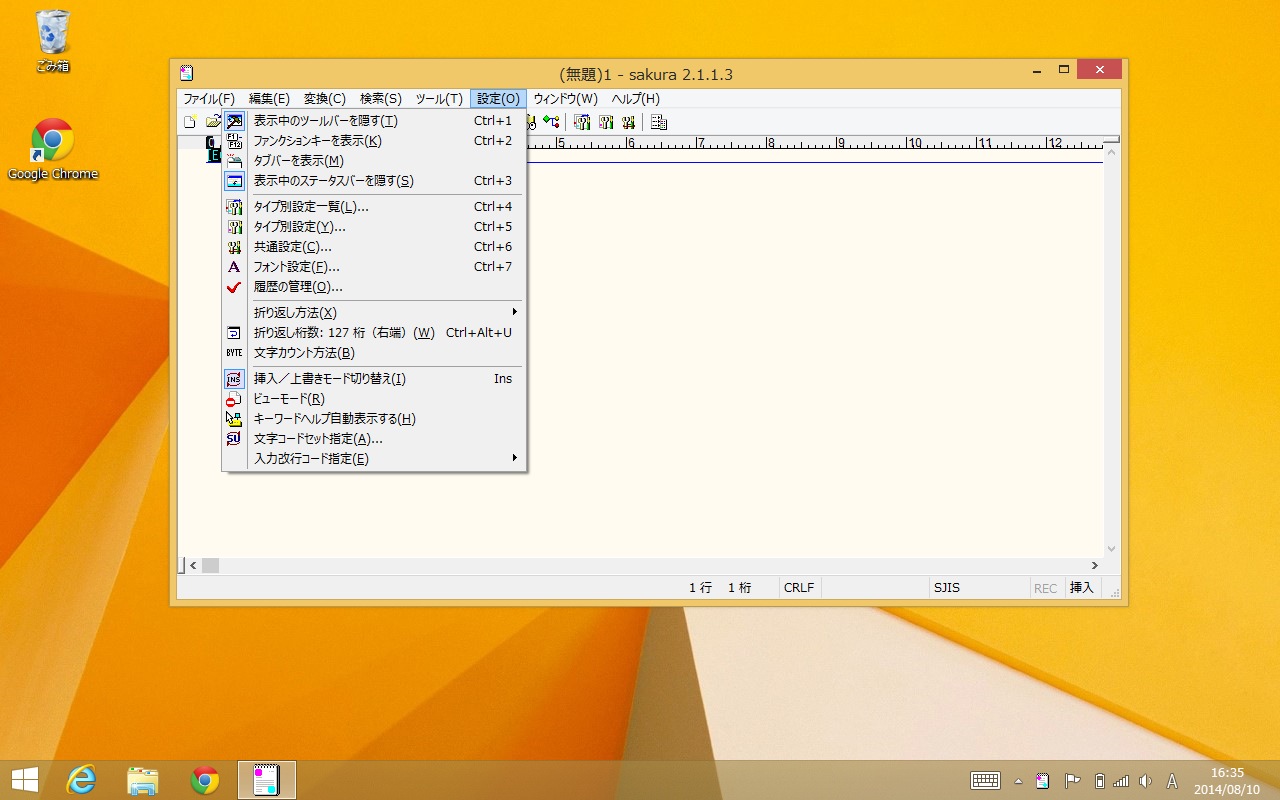 ごみ箱
Google Chrome
(無題)1 - sakura 2.1.1.3
ファイル(F) 編集(E) 変換(C) 検索(S) ツール(T) 設定(O) ウィンドウ(W) ヘルプ(H)
表示中のツールバーを隠す(T) Ctrl+1
ファンクションキーを表示(K) Ctrl+2
タブバーを表示(M)
表示中のステータスバーを隠す(S) Ctrl+3
タイプ別設定一覧(L)... Ctrl+4
タイプ別設定(Y)... Ctrl+5
共通設定(C)... Ctrl+6
フォント設定(F)... Ctrl+7
履歴の管理(O)...
折り返し方法(X)
折り返し桁数: 127 桁（右端）(W) Ctrl+Alt+U
BYTE 文字カウント方法(B)
INS 挿入／上書きモード切り替え(I) Ins
ビューモード(R)
キーワードヘルプ自動表示する(H)
文字コードセット指定(A)...
入力改行コード指定(E)
0 5 6 7 8 9 10 11 12
1 行 1 桁 CRLF SJIS REC 挿入
A 16:35
2014/08/10